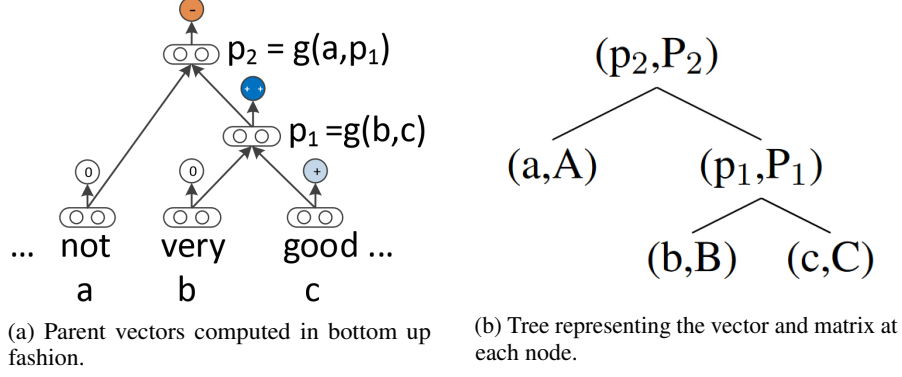 -
p₂ = g(a,p₁)
+ +
p₁ =g(b,c)
0 0 +
... not very good ...
a b c
(a) Parent vectors computed in bottom up
fashion.
(p₂,P₂)
(a,A) (p₁,P₁)
(b,B) (c,C)
(b) Tree representing the vector and matrix at
each node.